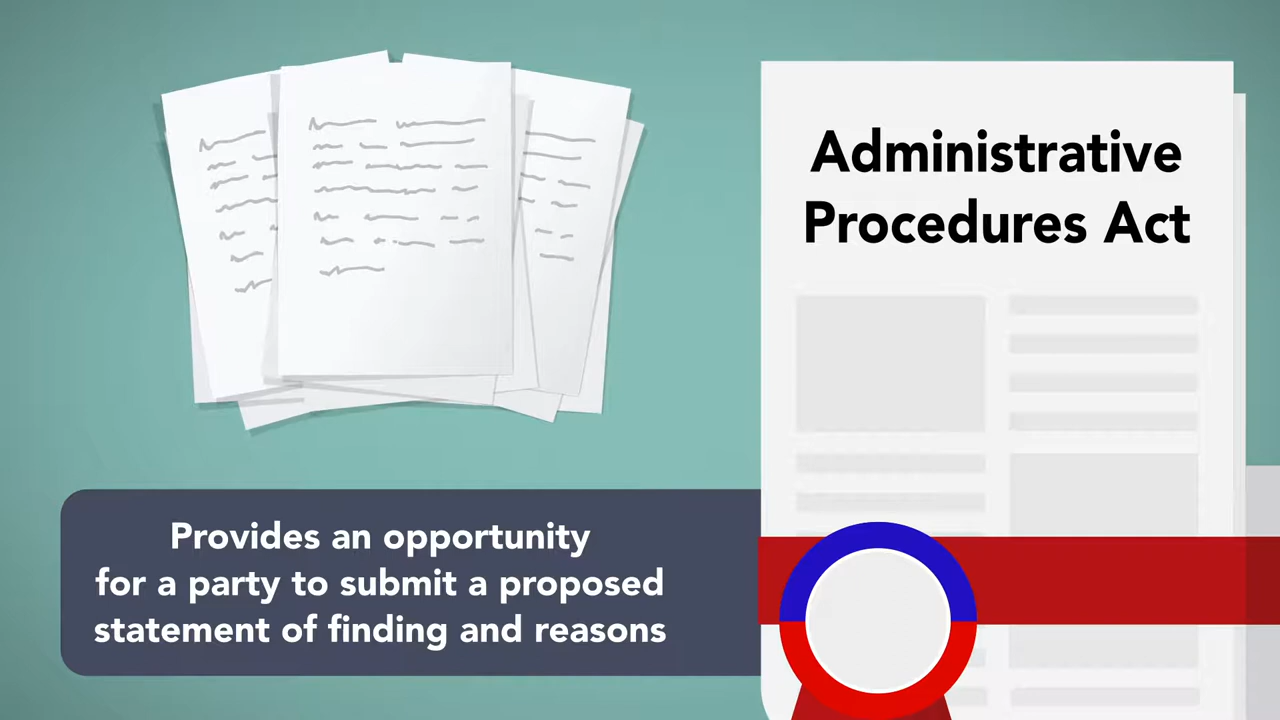 Administrative
Procedures Act
Provides an opportunity
for a party to submit a proposed
statement of finding and reasons